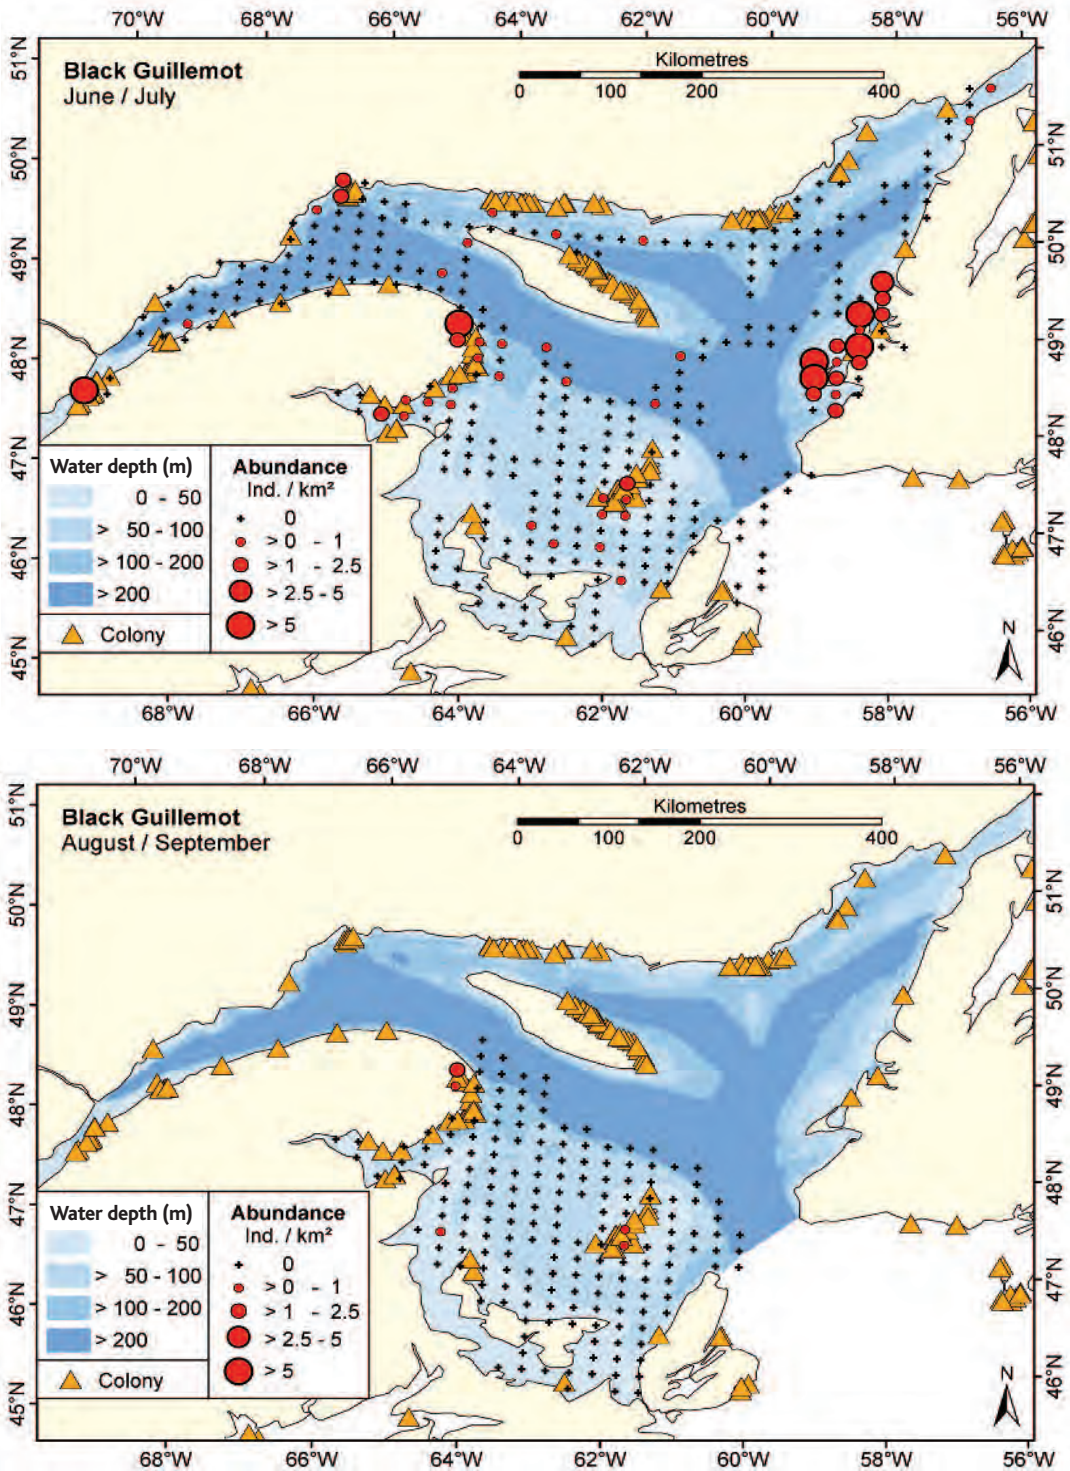 70°W 68°W 66°W 64°W 62°W 60°W 58°W 56°W
51°N
50°N
49°N
48°N
47°N
46°N
45°N
Black Guillemot
June / July
Kilometres
0 100 200 400
51°N
50°N
49°N
48°N
47°N
46°N
Water depth (m)
0 - 50
> 50 - 100
> 100 - 200
> 200
Colony
Abundance
Ind. / km²
0
> 0 - 1
> 1 - 2.5
> 2.5 - 5
> 5
N
68°W 66°W 64°W 62°W 60°W 58°W 56°W
70°W 68°W 66°W 64°W 62°W 60°W 58°W 56°W
51°N
50°N
49°N
48°N
47°N
46°N
45°N
Black Guillemot
August / September
Kilometres
0 100 200 400
51°N
50°N
49°N
48°N
47°N
46°N
Water depth (m)
0 - 50
> 50 - 100
> 100 - 200
> 200
Colony
Abundance
Ind. / km²
0
> 0 - 1
> 1 - 2.5
> 2.5 - 5
> 5
N
68°W 66°W 64°W 62°W 60°W 58°W 56°W